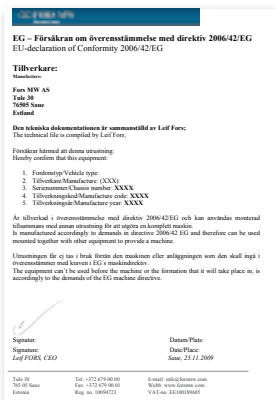 EG – Försäkran om överensstämmelse med direktiv 2006/42/EG
EU-declaration of Conformity 2006/42/EG
Tillverkare:
Manufacture:
Fors MW AS
Tule 30
76505 Saue
Estland
Den tekniska dokumentationen är sammanställd av Leif Fors;
The technical file is compiled by Leif Fors;
Försäkrar härmed att denna utrustning:
Hereby confirm that this equipment:
1. Fordonstyp/Vehicle type:
2. Tillverkare/Manufacture: (XXX)
3. Serienummer/Chassis number: XXXX
4. Tillverkningskod/Manufacture code: XXXX
5. Tillverkningsår/Manufacture year: XXXX
Är tillverkad i överensstämmelse med direktiv 2006/42/EG och kan användas monterad
tillsammans med annan utrustning för att utgöra en komplett maskin.
Is manufactured accordingly to demands in directive 2006/42 EG and therefore can be used
mounted together with other equipment to provide a machine.
Utrustningen får ej tas i bruk förrän den maskinen eller anläggningen som den skall ingå i
överensstämmer med kraven i EG´s maskindirektiv.
The equipment can´t be used before the machine or the formation that it will take place in, is
accordingly to the demands of the EG machine directive.
Signatur: Datum/Plats:
Signature: Date/Place:
Leif FORS, CEO Saue, 25.11.2009
Tule 30 Tel: +372 679 00 00 E-mail: info@forsmw.com
765 05 Saue Fax: +372 679 00 01 Webb: www.forsmw.com
Estonia Reg. no. 10094723 VAT-no. EE100189605